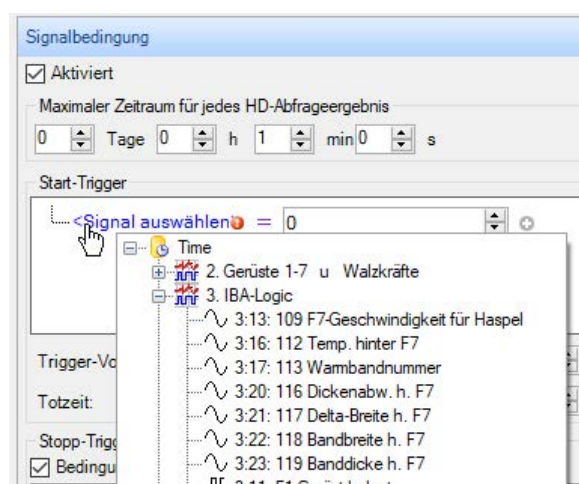 Signalbedingung
Aktiviert
Maximaler Zeitraum für jedes HD-Abfrageergebnis
0 Tage 0 h 1 min 0 s
Start-Trigger
<Signal auswählen = 0
Time
2. Gerüste 1-7 u Walzkräfte
3. IBA-Logic
3:13: 109 F7-Geschwindigkeit für Haspel
3:16: 112 Temp. hinter F7
3:17: 113 Warmbandnummer
3:20: 116 Dickenabw. h. F7
3:21: 117 Delta-Breite h. F7
3:22: 118 Bandbreite h. F7
3:23: 119 Banddicke h. F7
Trigger-Vo
Totzeit:
Stopp-Trigg
Bedingu